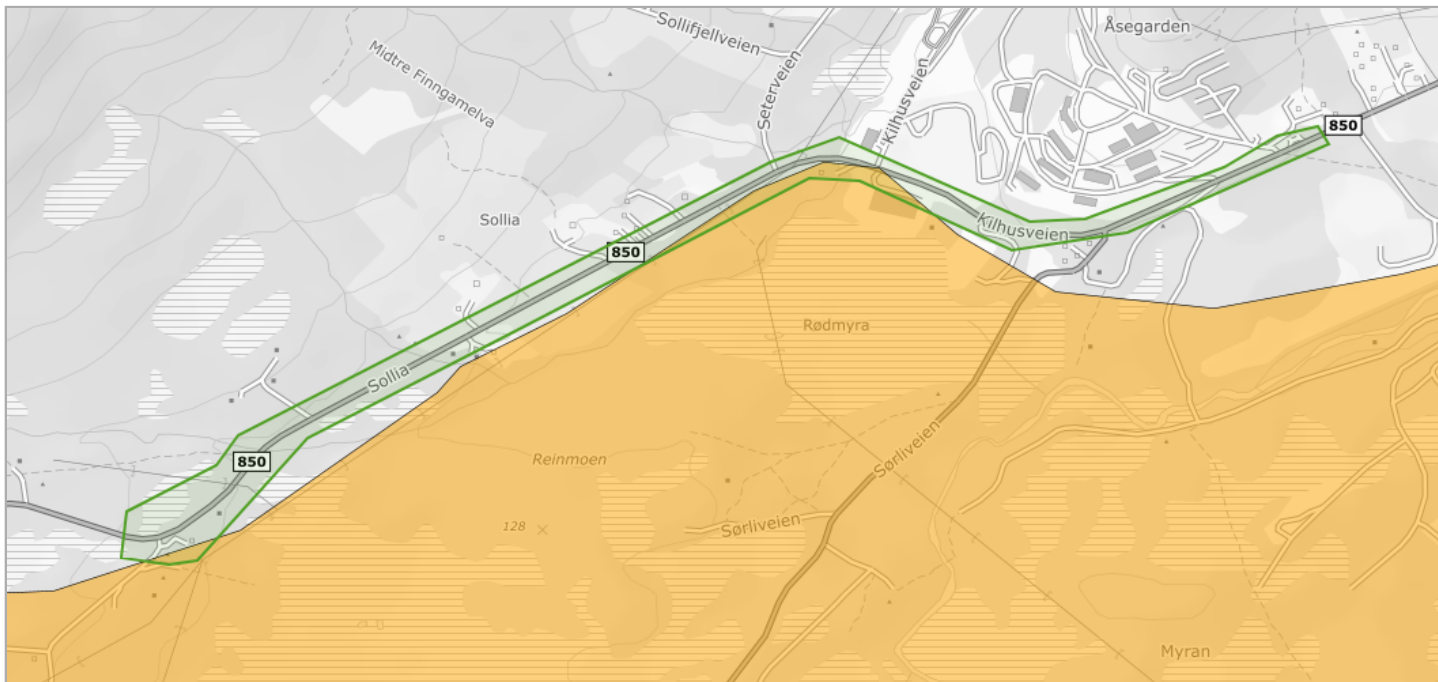 Sollifjellveien
Åsegarden
Midtre Finngamelva
Seterveien
Kilhusveien
850
Sollia
Kilhusveien
850
Rødmyra
Sollia
850
Reinmoen
Sørliveien
128
Sørliveien
Myran